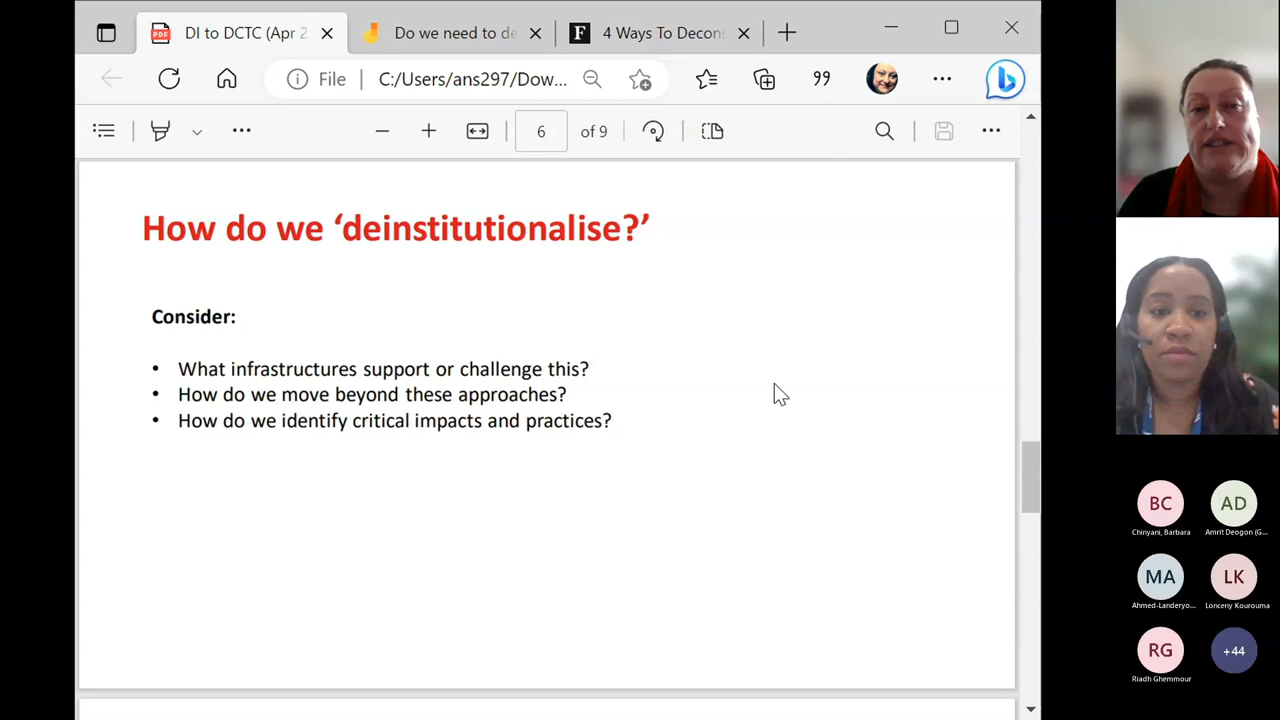 DI to DCTC (Apr 2
Do we need to de
4 Ways To Decons
File
C:/Users/ans297/Dow...
6 of 9
How do we ‘deinstitutionalise?’
Consider:
• What infrastructures support or challenge this?
• How do we move beyond these approaches?
• How do we identify critical impacts and practices?
BC
AD
Chinyani, Barbara
Amrit Deogon (G...
MA
LK
Ahmed-Landeryo...
Lonceny Kourouma
RG
+44
Riadh Ghemmour